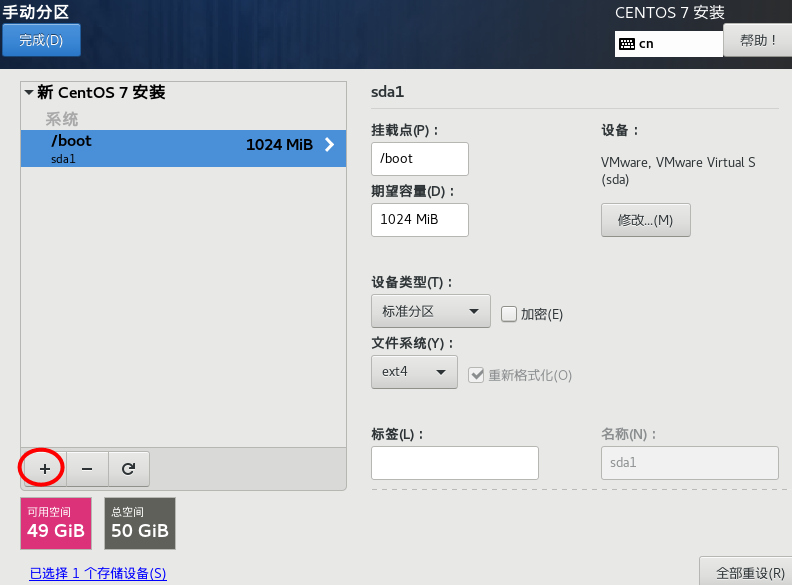 手动分区
CENTOS 7 安装
完成(D)
cn
帮助！
新 CentOS 7 安装
系统
/boot
1024 MiB
sda1
sda1
挂载点(P)：
/boot
设备：
VMware, VMware Virtual S
(sda)
期望容量(D)：
1024 MiB
修改...(M)
设备类型(T)：
标准分区
加密(E)
文件系统(Y)：
ext4
重新格式化(O)
标签(L)：
名称(N)：
sda1
+
−
可用空间
49 GiB
总空间
50 GiB
已选择 1 个存储设备(S)
全部重设(R)